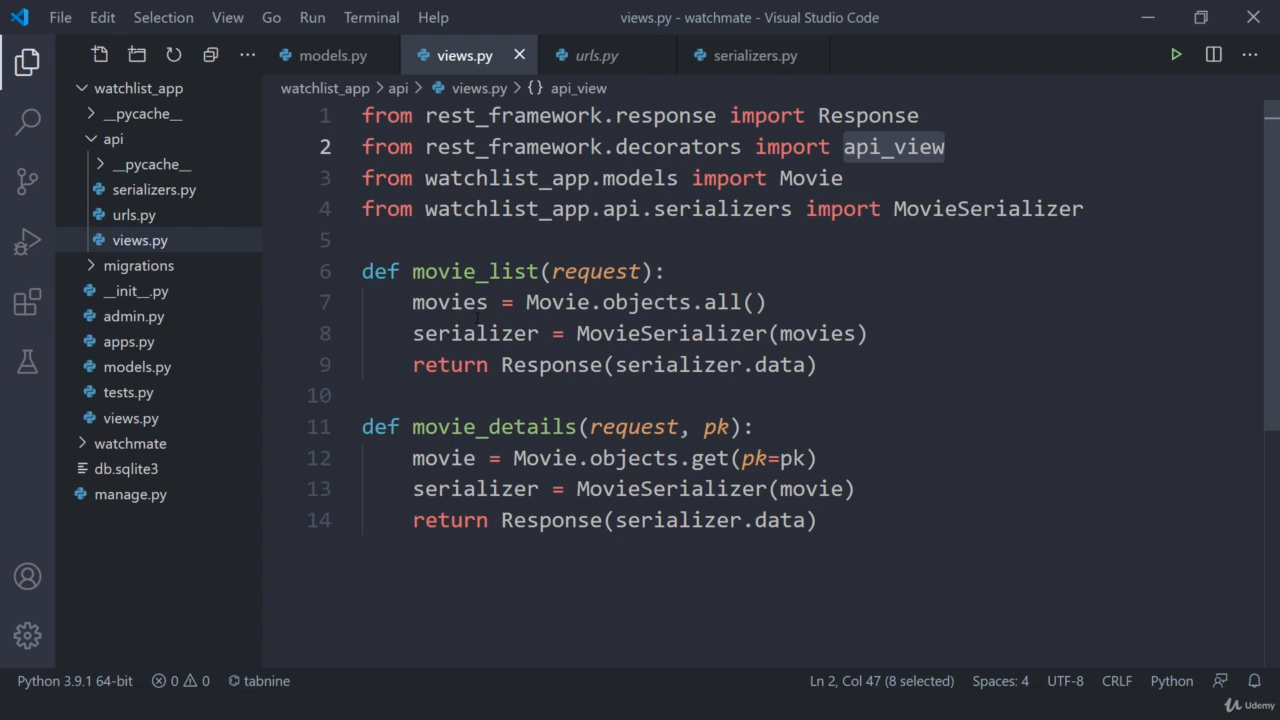 File Edit Selection View Go Run Terminal Help views.py - watchmate - Visual Studio Code
models.py views.py urls.py serializers.py
watchlist_app > api > views.py > {} api_view
watchlist_app
__pycache__
api
__pycache__
serializers.py
urls.py
views.py
migrations
__init__.py
admin.py
apps.py
models.py
tests.py
views.py
watchmate
db.sqlite3
manage.py
1 from rest_framework.response import Response
2 from rest_framework.decorators import api_view
3 from watchlist_app.models import Movie
4 from watchlist_app.api.serializers import MovieSerializer
5
6 def movie_list(request):
7 movies = Movie.objects.all()
8 serializer = MovieSerializer(movies)
9 return Response(serializer.data)
10
11 def movie_details(request, pk):
12 movie = Movie.objects.get(pk=pk)
13 serializer = MovieSerializer(movie)
14 return Response(serializer.data)
Python 3.9.1 64-bit 0 0 tabnine Ln 2, Col 47 (8 selected) Spaces: 4 UTF-8 CRLF Python
Udemy